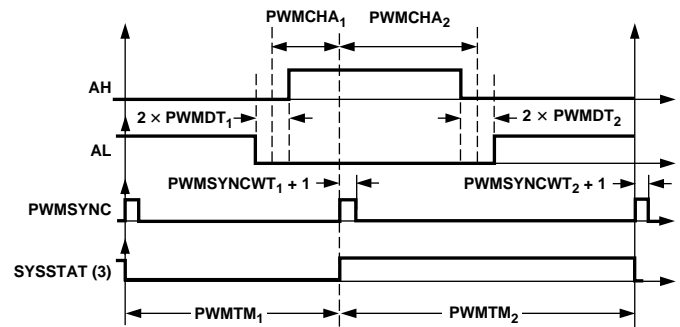 PWMCHA₁ PWMCHA₂
AH
2 × PWMDT₁ 2 × PWMDT₂
AL
PWMSYNCWT₁ + 1 PWMSYNCWT₂ + 1
PWMSYNC
SYSSTAT (3)
PWMTM₁ PWMTM₂